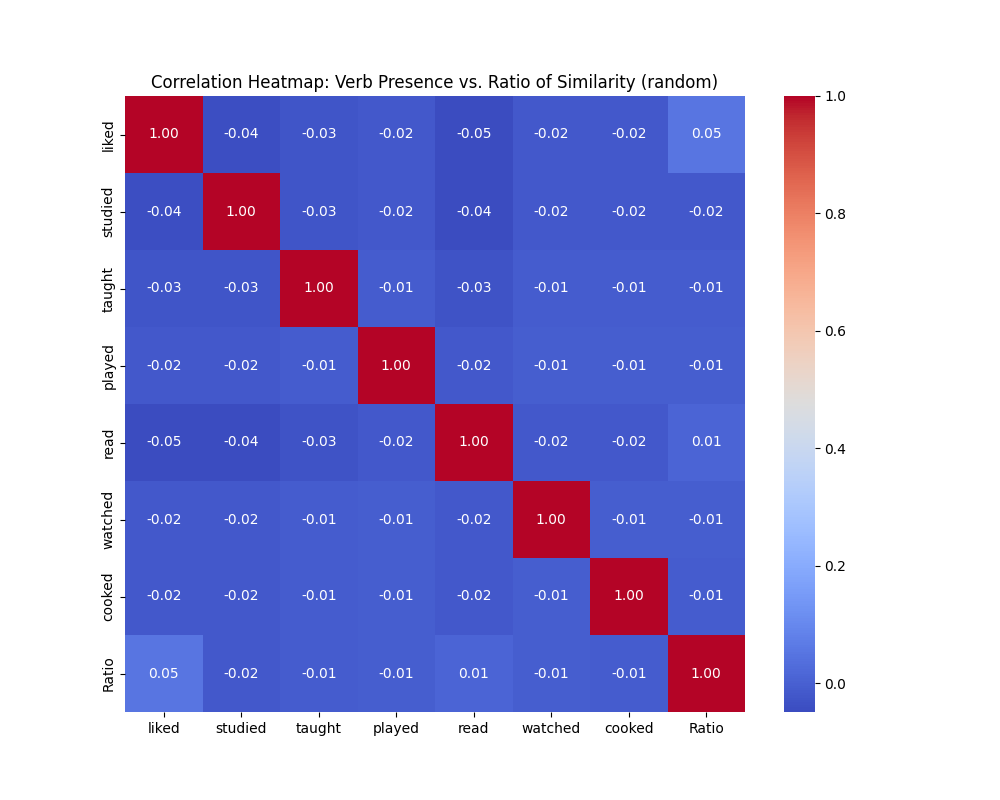 Correlation Heatmap: Verb Presence vs. Ratio of Similarity (random)
liked 1.00 -0.04 -0.03 -0.02 -0.05 -0.02 -0.02 0.05
studied -0.04 1.00 -0.03 -0.02 -0.04 -0.02 -0.02 -0.02
taught -0.03 -0.03 1.00 -0.01 -0.03 -0.01 -0.01 -0.01
played -0.02 -0.02 -0.01 1.00 -0.02 -0.01 -0.01 -0.01
read -0.05 -0.04 -0.03 -0.02 1.00 -0.02 -0.02 0.01
watched -0.02 -0.02 -0.01 -0.01 -0.02 1.00 -0.01 -0.01
cooked -0.02 -0.02 -0.01 -0.01 -0.02 -0.01 1.00 -0.01
Ratio 0.05 -0.02 -0.01 -0.01 0.01 -0.01 -0.01 1.00
liked studied taught played read watched cooked Ratio
1.0
0.8
0.6
0.4
0.2
0.0